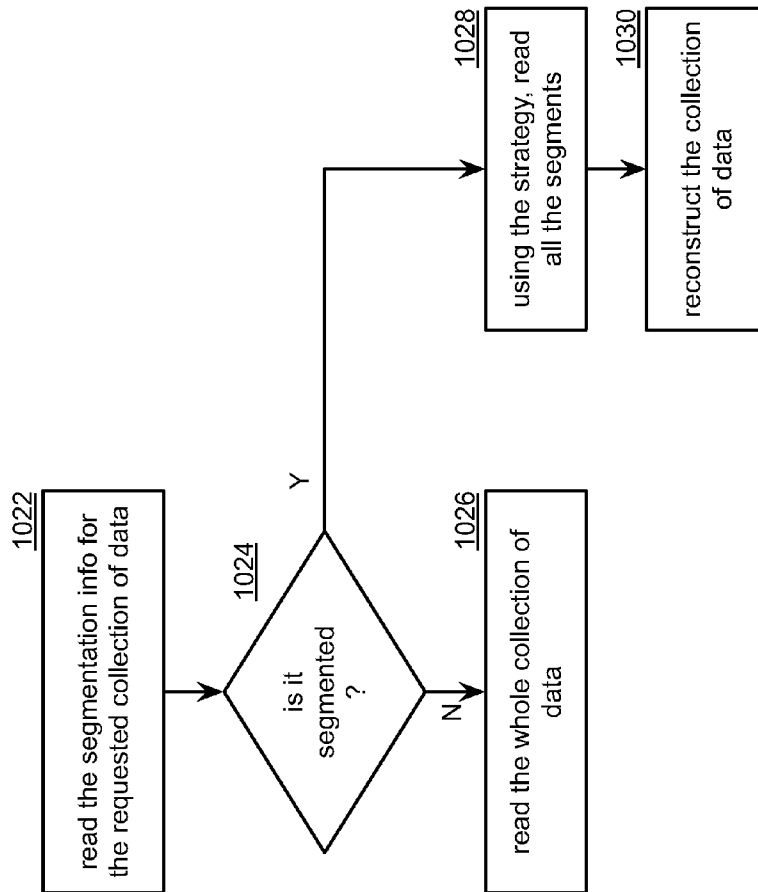 1022
read the segmentation info for
the requested collection of data
1024
is it
segmented
?
Y
N
1026
read the whole collection of
data
1028
using the strategy, read
all the segments
1030
reconstruct the collection
of data